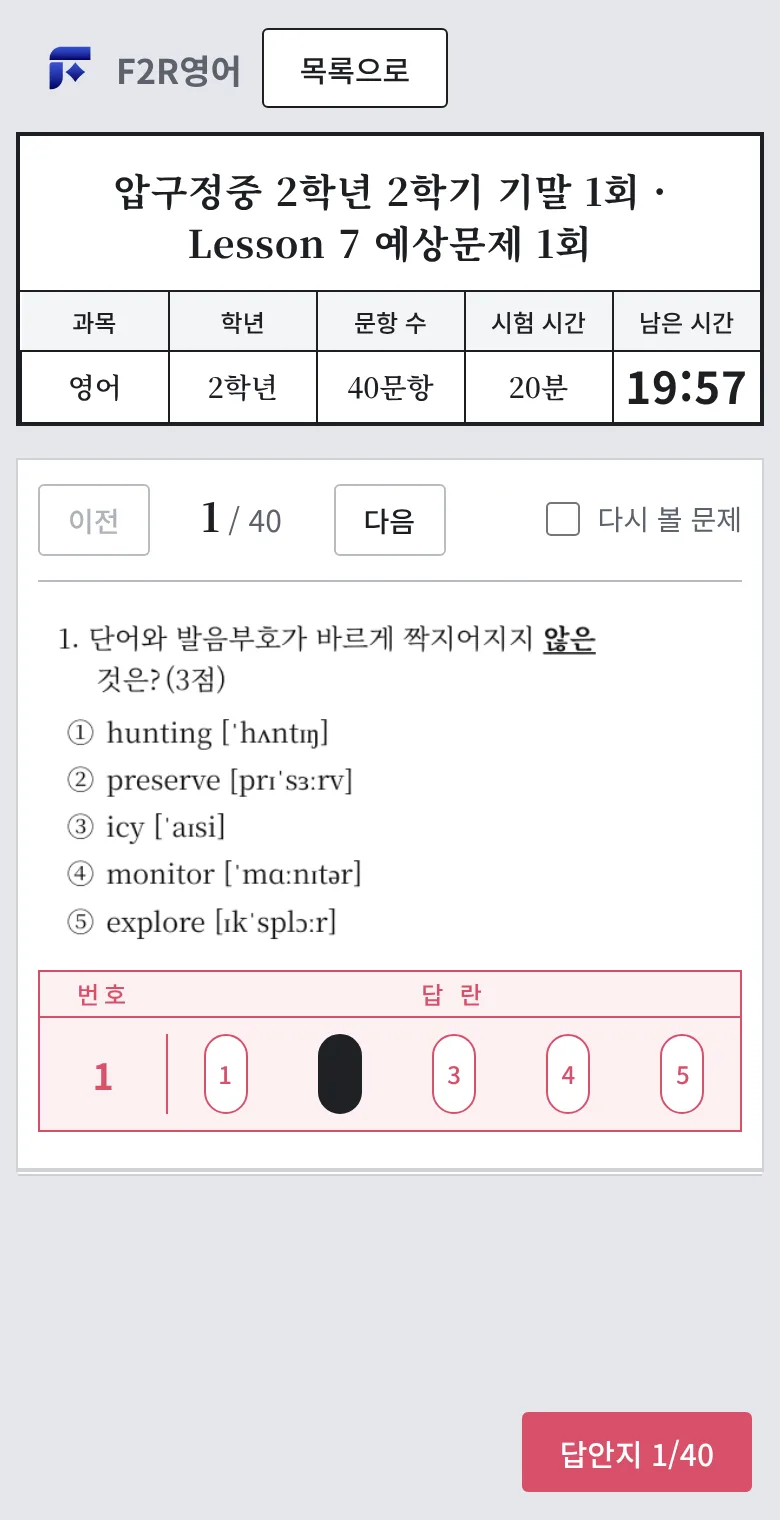 F2R영어 목록으로
압구정중 2학년 2학기 기말 1회 ·
Lesson 7 예상문제 1회
과목 학년 문항 수 시험 시간 남은 시간
영어 2학년 40문항 20분 19:57
이전 1 / 40 다음 다시 볼 문제
1. 단어와 발음부호가 바르게 짝지어지지 않은
것은? (3점)
① hunting [ˈhʌntɪŋ]
② preserve [prɪˈsɜːrv]
③ icy [ˈaɪsi]
④ monitor [ˈmɑːnɪtər]
⑤ explore [ɪkˈsplɔːr]
번호 답 란
1 1 3 4 5
답안지 1/40